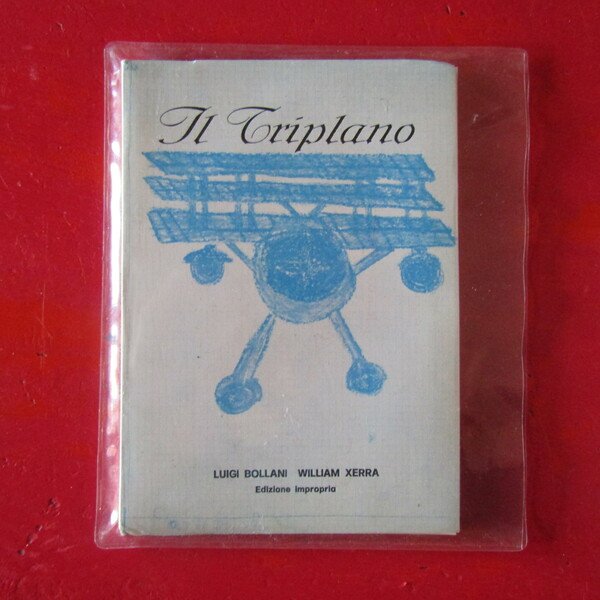 Il Triplano
LUIGI BOLLANI WILLIAM XERRA
Edizione impropria